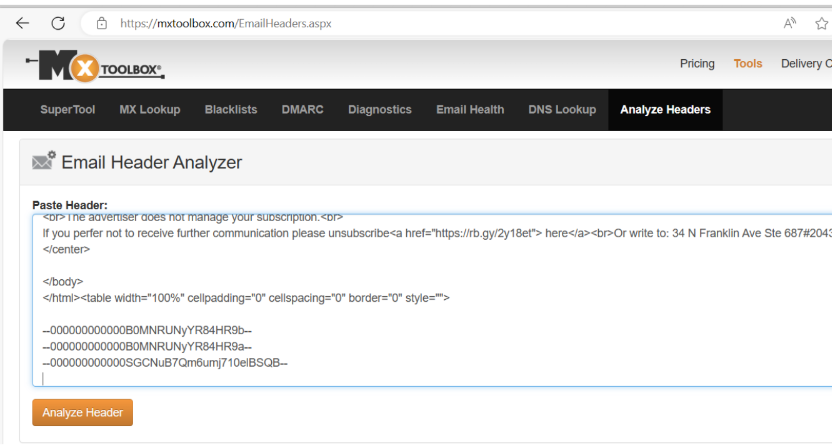 https://mxtoolbox.com/EmailHeaders.aspx
MX TOOLBOX®
Pricing Tools Delivery C
SuperTool MX Lookup Blacklists DMARC Diagnostics Email Health DNS Lookup Analyze Headers
Email Header Analyzer
Paste Header:
<br>The advertiser does not manage your subscription.<br>
If you perfer not to receive further communication please unsubscribe<a href="https://rb.gy/2y18et"> here</a><br>Or write to: 34 N Franklin Ave Ste 687#2043
</center>
</body>
</html><table width="100%" cellpadding="0" cellspacing="0" border="0" style="">
--000000000000B0MNRUNyYR84HR9b--
--000000000000B0MNRUNyYR84HR9a--
--000000000000SGCNuB7Qm6umj710elBSQB--
Analyze Header